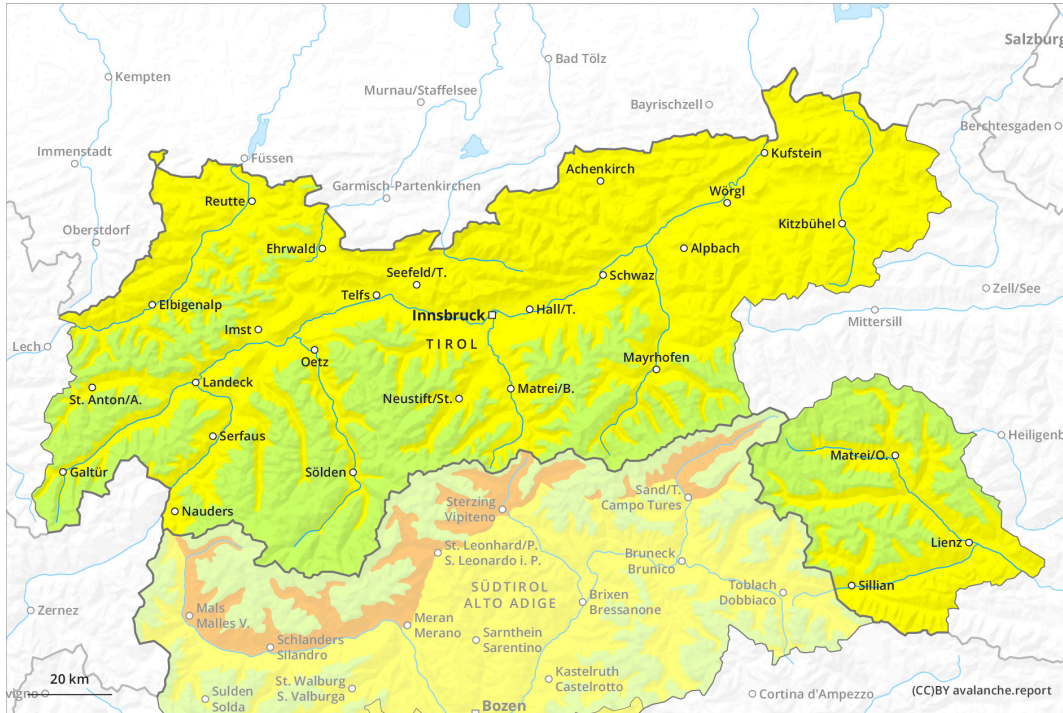 Salzburg
Kempten
Bad Tölz
Murnau/Staffelsee
Bayrischzell
Berchtesgaden
Immenstadt
Füssen
Kufstein
Achenkirch
Garmisch-Partenkirchen
Reutte
Wörgl
Oberstdorf
Kitzbühel
Ehrwald
Alpbach
Seefeld/T.
Schwaz
Zell/See
Telfs
Elbigenalp
Hall/T.
Innsbruck
Mittersill
Imst
TIROL
Lech
Oetz
Mayrhofen
Landeck
St. Anton/A.
Matrei/B.
Neustift/St.
Serfaus
Matrei/O.
Galtür
Sölden
Sand/T.
Campo Tures
Sterzing
Vipiteno
Nauders
Lienz
St. Leonhard/P.
S. Leonardo i. P.
Bruneck
Brunico
Toblach
Dobbiaco
Sillian
SÜDTIROL
ALTO ADIGE
Brixen
Bressanone
Zernez
Mals
Malles V.
Meran
Merano
Schlanders
Silandro
Sarnthein
Sarentino
Kastelruth
Castelrotto
20 km
St. Walburg
S. Valburga
Sulden
Solda
Cortina d'Ampezzo
(CC)BY avalanche.report
Bozen